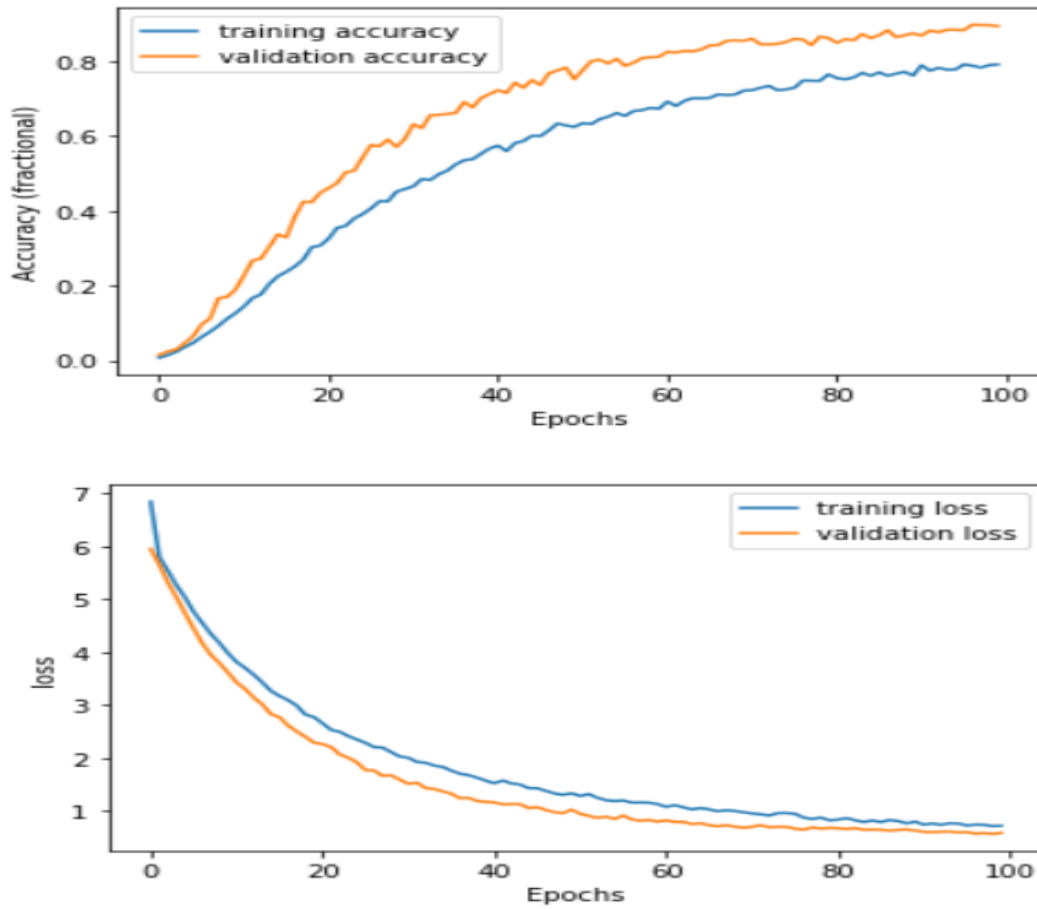 training accuracy
validation accuracy
Accuracy (fractional)
0.8
0.6
0.4
0.2
0.0
0 20 40 60 80 100
Epochs
training loss
validation loss
loss
7
6
5
4
3
2
1
0 20 40 60 80 100
Epochs